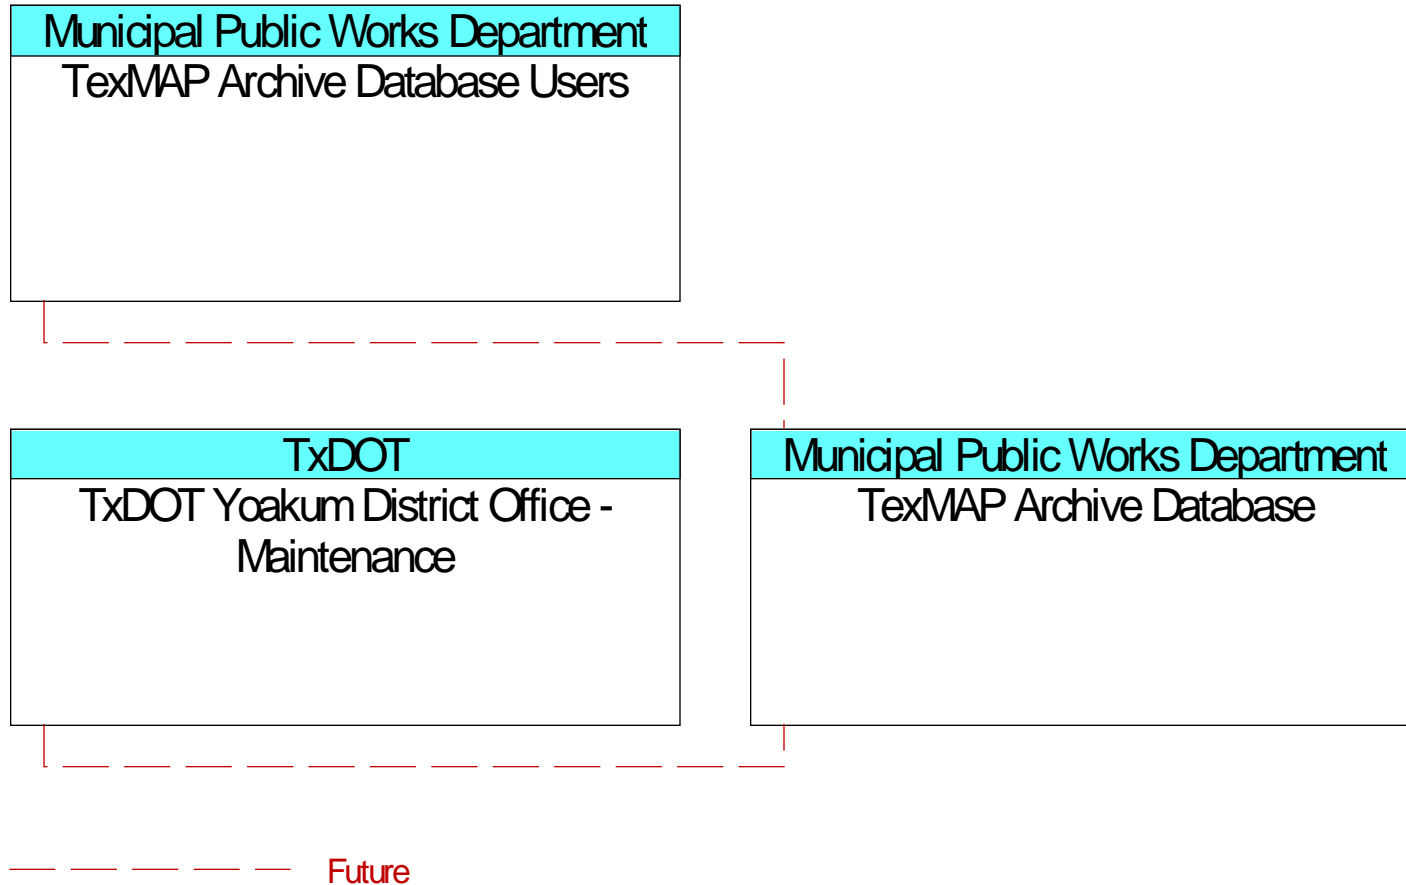 Municipal Public Works Department
TexMAP Archive Database Users
TxDOT
TxDOT Yoakum District Office -
Maintenance
Municipal Public Works Department
TexMAP Archive Database
Future